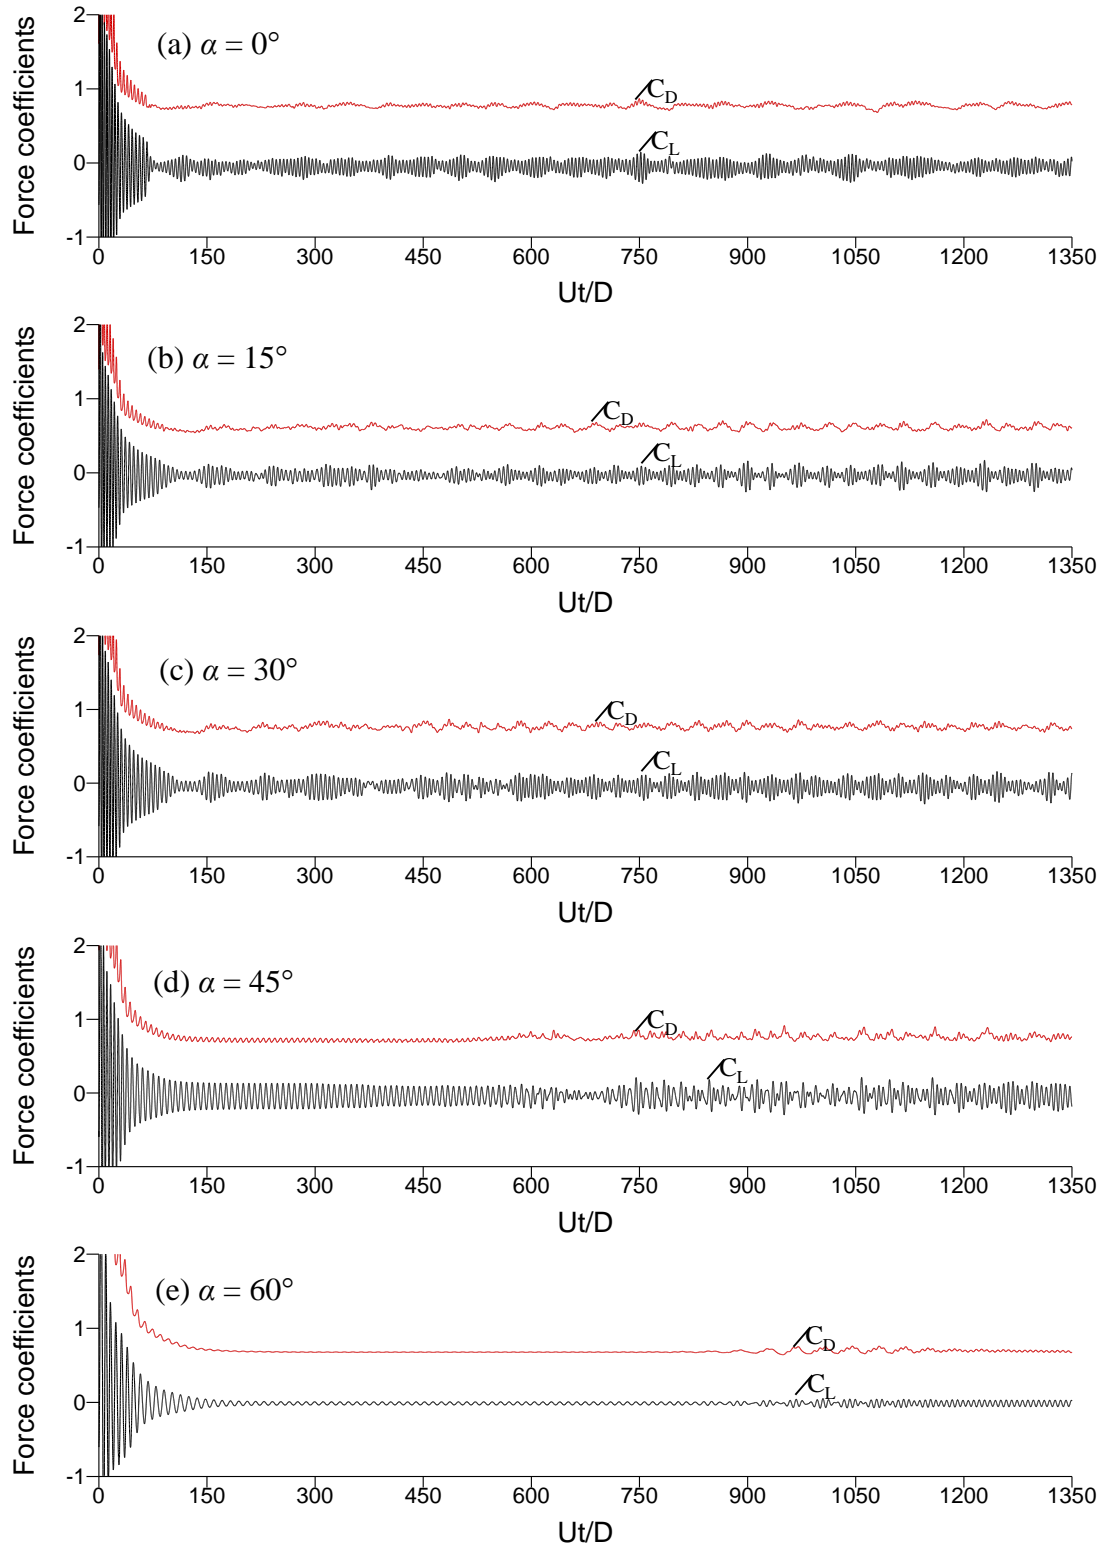 Force coefficients
2
1
0
-1
(a) α = 0°
C_D
C_L
0 150 300 450 600 750 900 1050 1200 1350
Ut/D
Force coefficients
2
1
0
-1
(b) α = 15°
C_D
C_L
0 150 300 450 600 750 900 1050 1200 1350
Ut/D
Force coefficients
2
1
0
-1
(c) α = 30°
C_D
C_L
0 150 300 450 600 750 900 1050 1200 1350
Ut/D
Force coefficients
2
1
0
-1
(d) α = 45°
C_D
C_L
0 150 300 450 600 750 900 1050 1200 1350
Ut/D
Force coefficients
2
1
0
-1
(e) α = 60°
C_D
C_L
0 150 300 450 600 750 900 1050 1200 1350
Ut/D